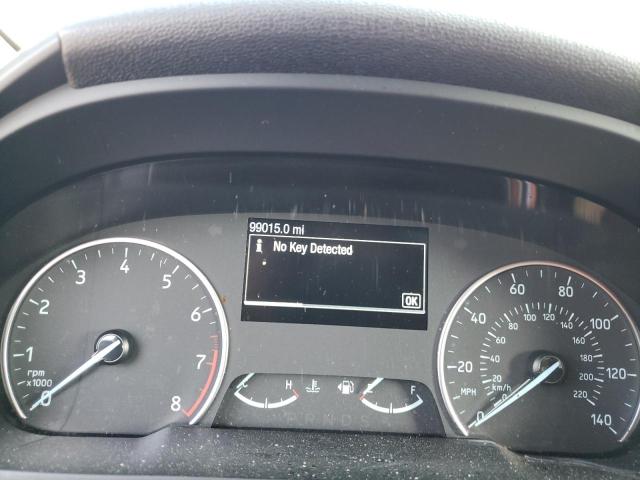 99015.0 mi
i No Key Detected
OK
0 1 2 3 4 5 6 7 8
rpm
x1000
H
F
0 20 40 60 80 100 120 140
MPH
0 20 40 60 80 100 120 140 160 180 200 220
km/h